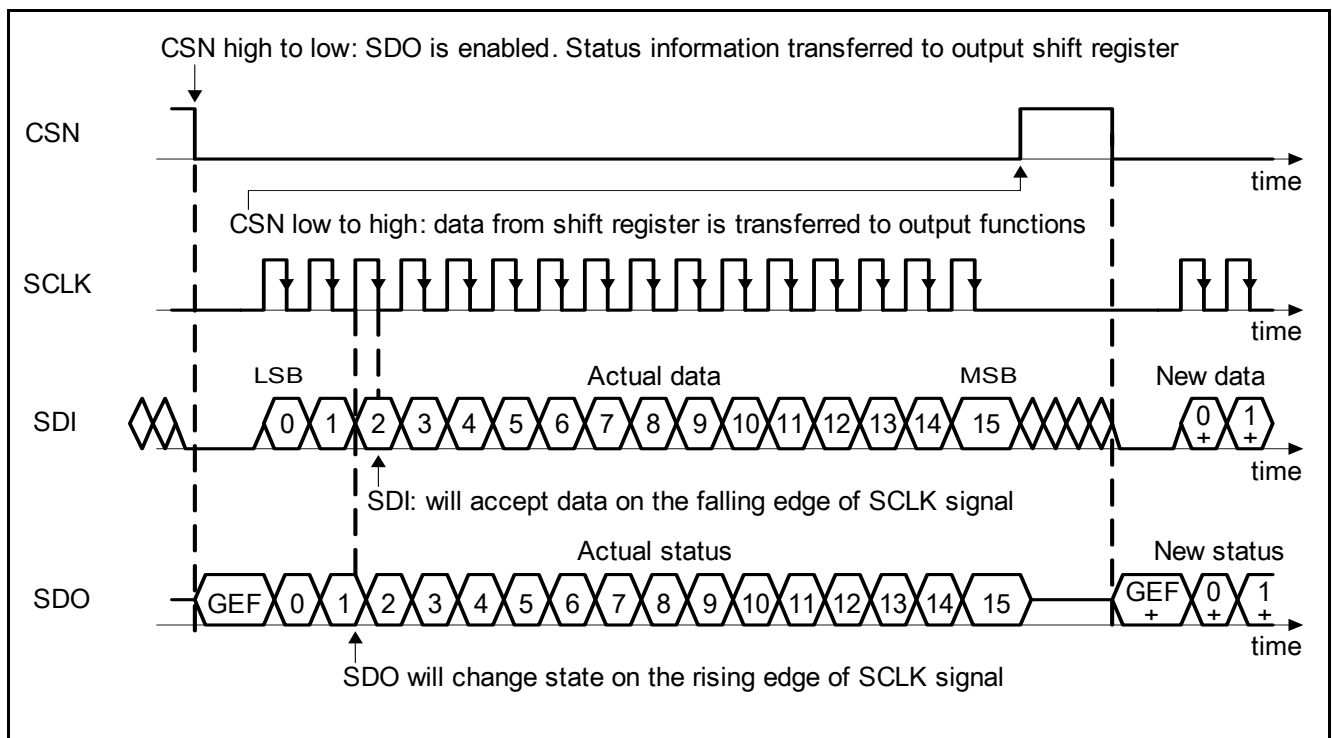 CSN high to low: SDO is enabled. Status information transferred to output shift register
CSN
time
CSN low to high: data from shift register is transferred to output functions
SCLK
time
LSB Actual data MSB New data
SDI 0 1 2 3 4 5 6 7 8 9 10 11 12 13 14 15 0+ 1+
time
SDI: will accept data on the falling edge of SCLK signal
Actual status New status
SDO GEF 0 1 2 3 4 5 6 7 8 9 10 11 12 13 14 15 GEF+ 0+ 1+
time
SDO will change state on the rising edge of SCLK signal